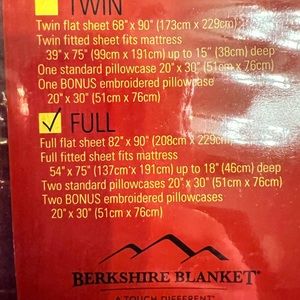 TWIN
Twin flat sheet 68" x 90" (173cm x 229cm)
Twin fitted sheet fits mattress
39" x 75" (99cm x 191cm) up to 15" (38cm) deep
One standard pillowcase 20" x 30" (51cm x 76cm)
One BONUS embroidered pillowcase
20" x 30" (51cm x 76cm)
FULL
Full flat sheet 82" x 90" (208cm x 229cm)
Full fitted sheet fits mattress
54" x 75" (137cm x 191cm) up to 18" (46cm) deep
Two standard pillowcases 20" x 30" (51cm x 76cm)
Two BONUS embroidered pillowcases
20" x 30" (51cm x 76cm)
BERKSHIRE BLANKET®
A TOUCH DIFFERENT®